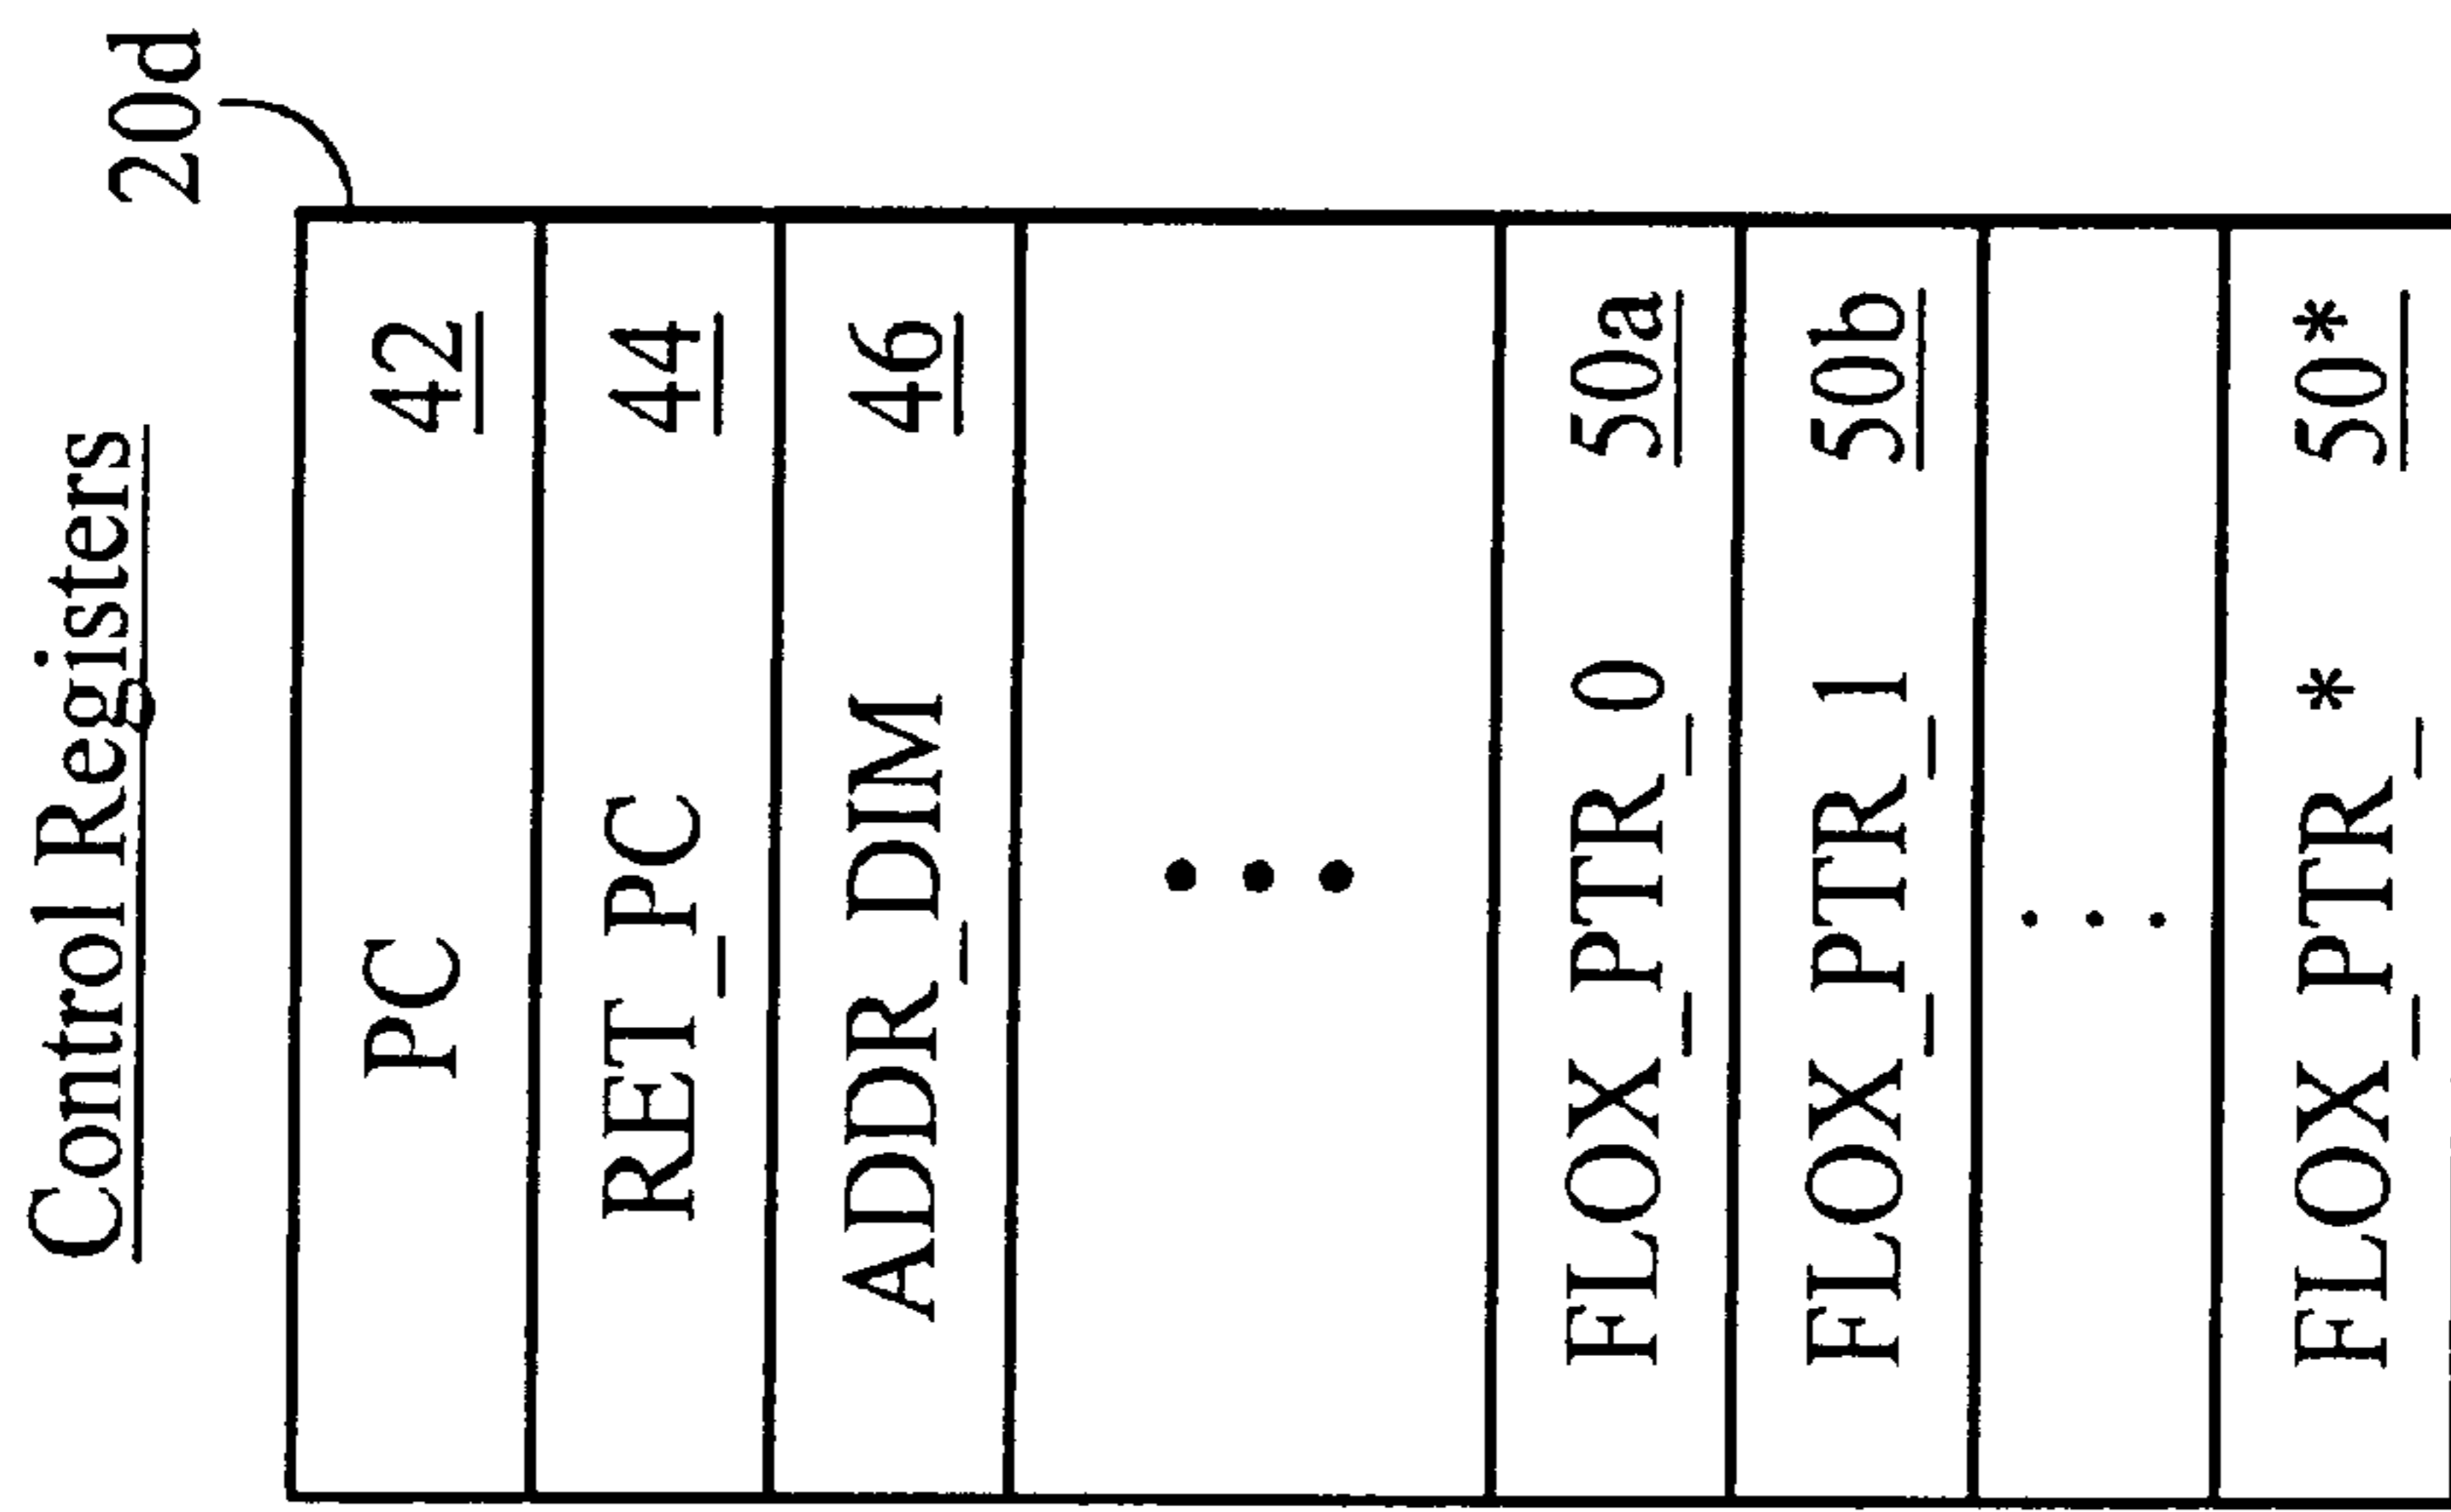 Control Registers
20d
PC 42
RET_PC 44
ADDR_DIM 46
FLOX_PTR_0 50a
FLOX_PTR_1 50b
FLOX_PTR_* 50*